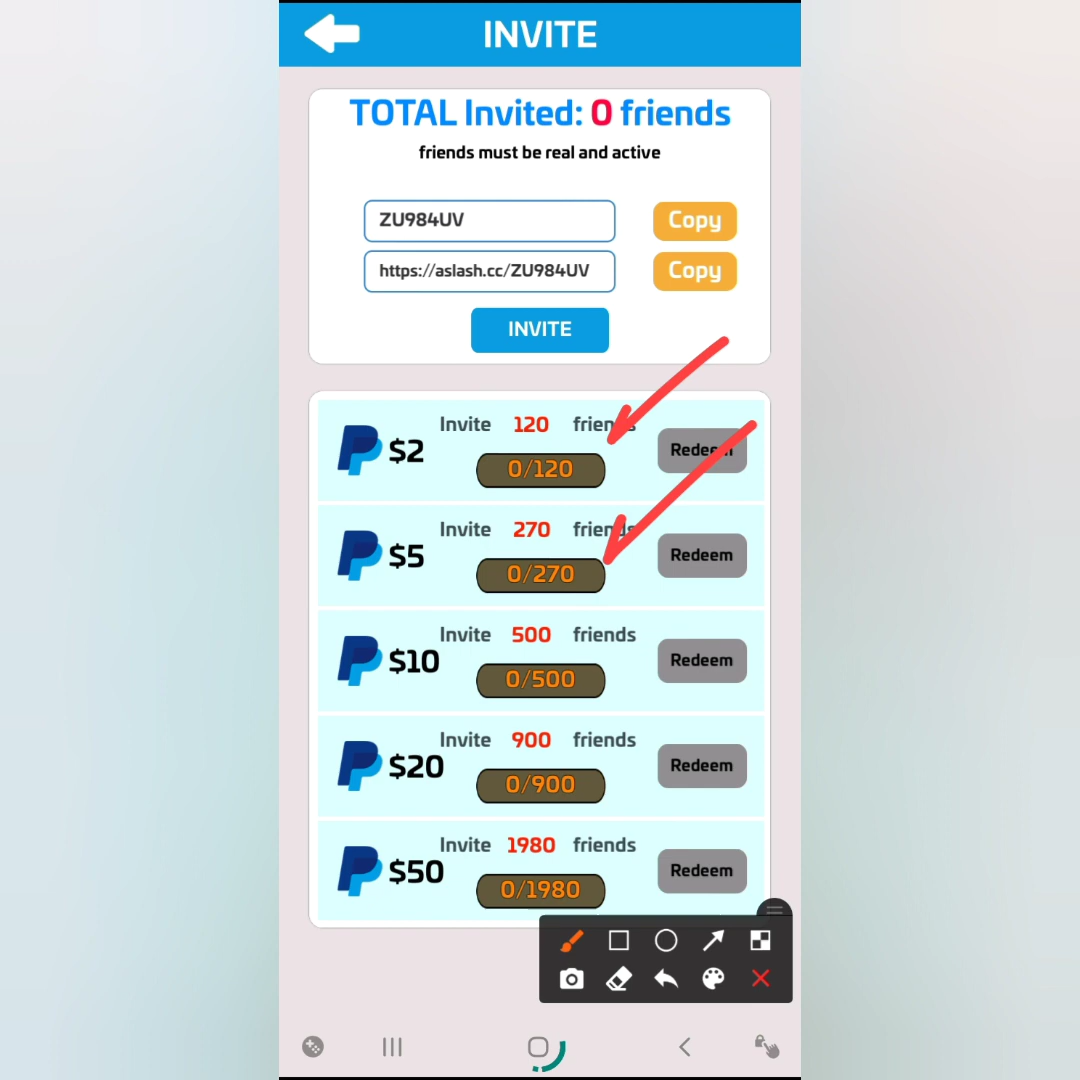 INVITE
TOTAL Invited: 0 friends
friends must be real and active
ZU984UV
Copy
https://aslash.cc/ZU984UV
Copy
INVITE
Invite 120 friends
$2
0/120
Redeem
Invite 270 friends
$5
0/270
Redeem
Invite 500 friends
$10
0/500
Redeem
Invite 900 friends
$20
0/900
Redeem
Invite 1980 friends
$50
0/1980
Redeem